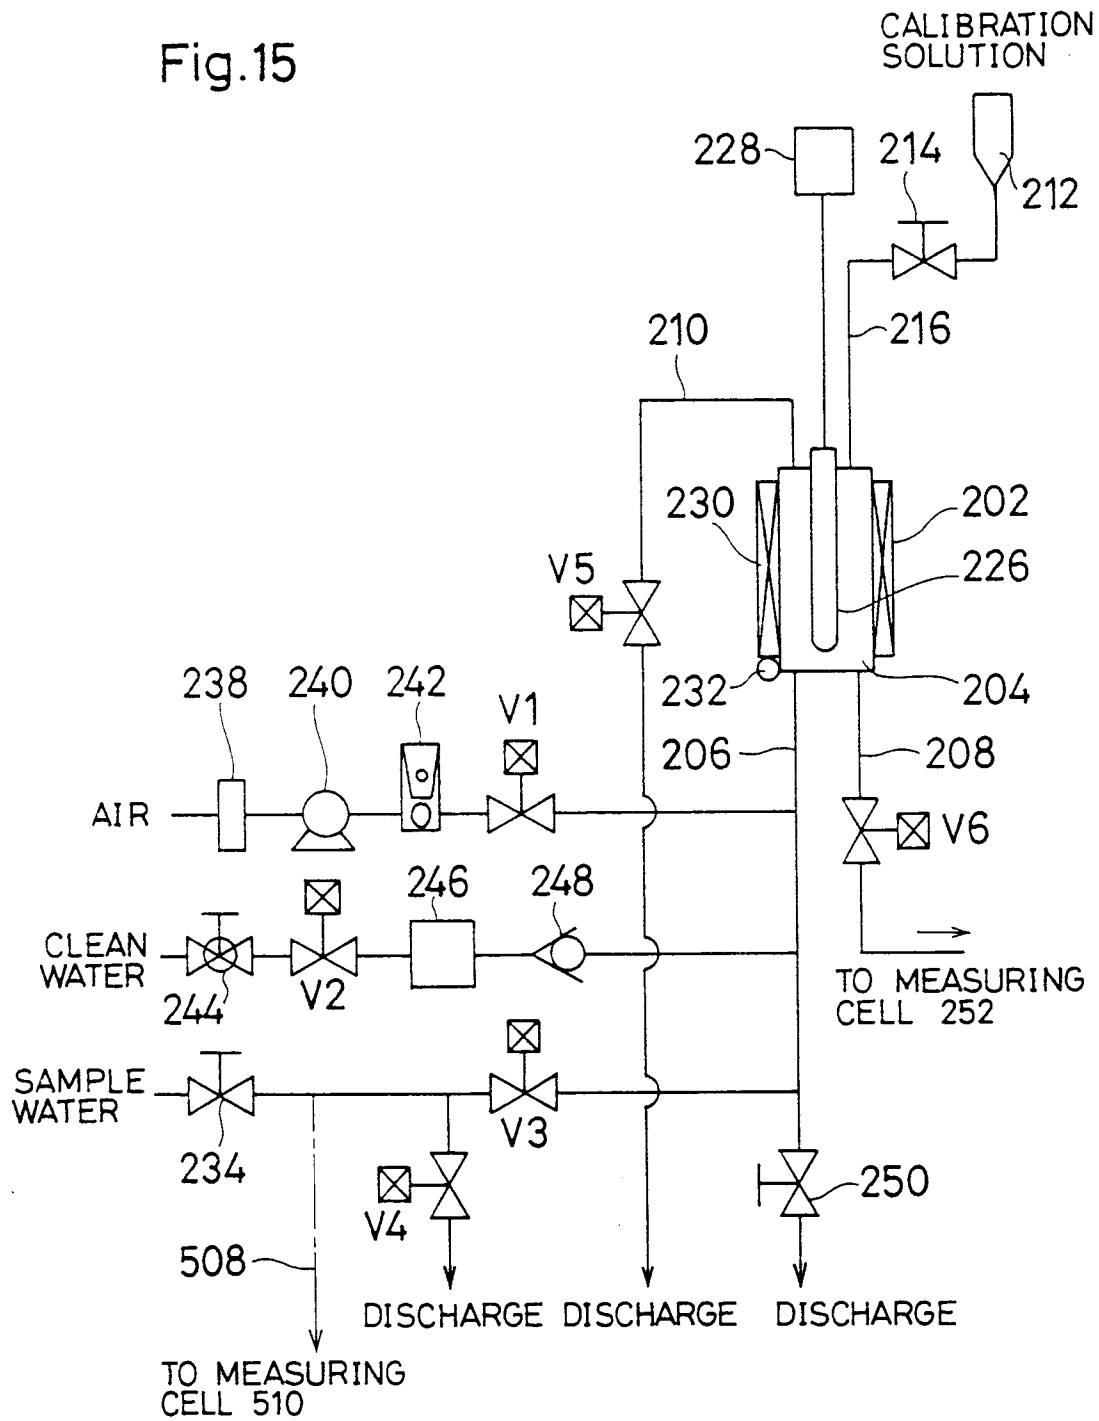 CALIBRATION
SOLUTION
Fig.15
228
214
212
216
210
230
202
V5
226
238
240
242
V1
232
204
206
208
AIR
V6
246
248
CLEAN
WATER
244
V2
TO MEASURING
CELL 252
SAMPLE
WATER
V3
234
V4
250
508
DISCHARGE DISCHARGE DISCHARGE
TO MEASURING
CELL 510